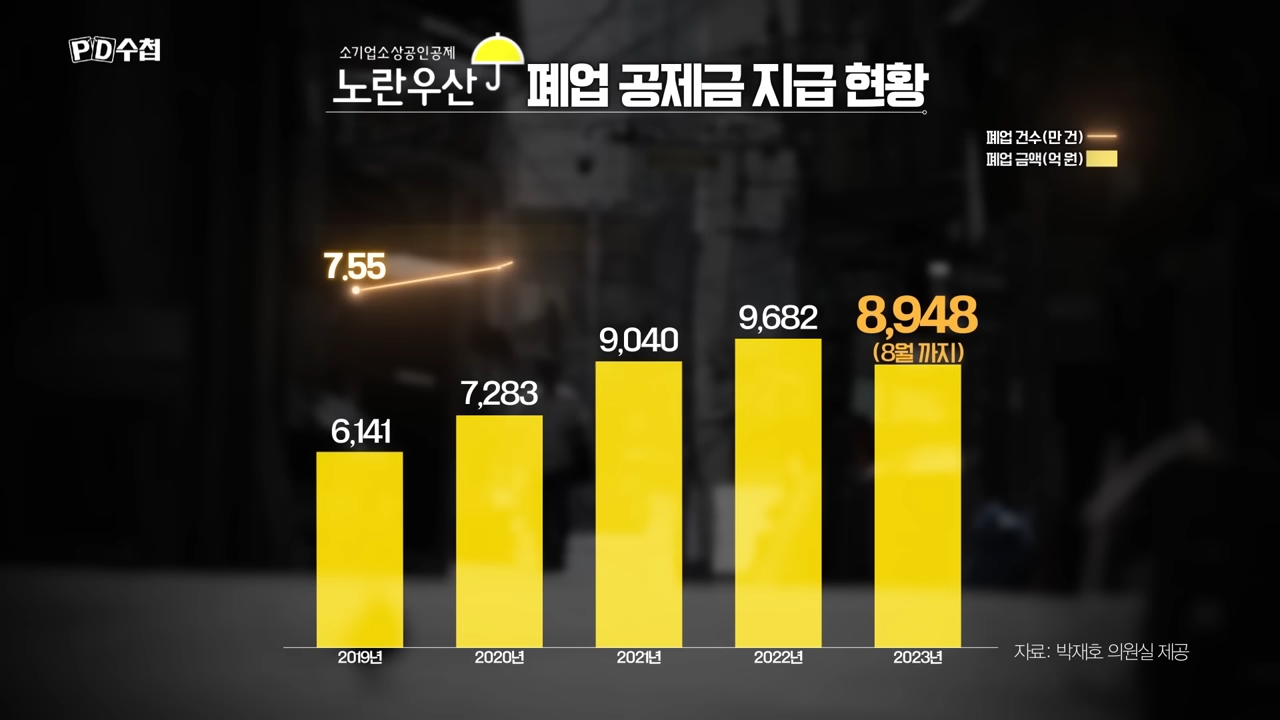 PD수첩
소기업소상공인공제
노란우산 폐업 공제금 지급 현황
폐업 건수(만 건)
폐업 금액(억 원)
7.55
6,141
7,283
9,040
9,682
8,948
(8월 까지)
2019년
2020년
2021년
2022년
2023년
자료: 박재호 의원실 제공